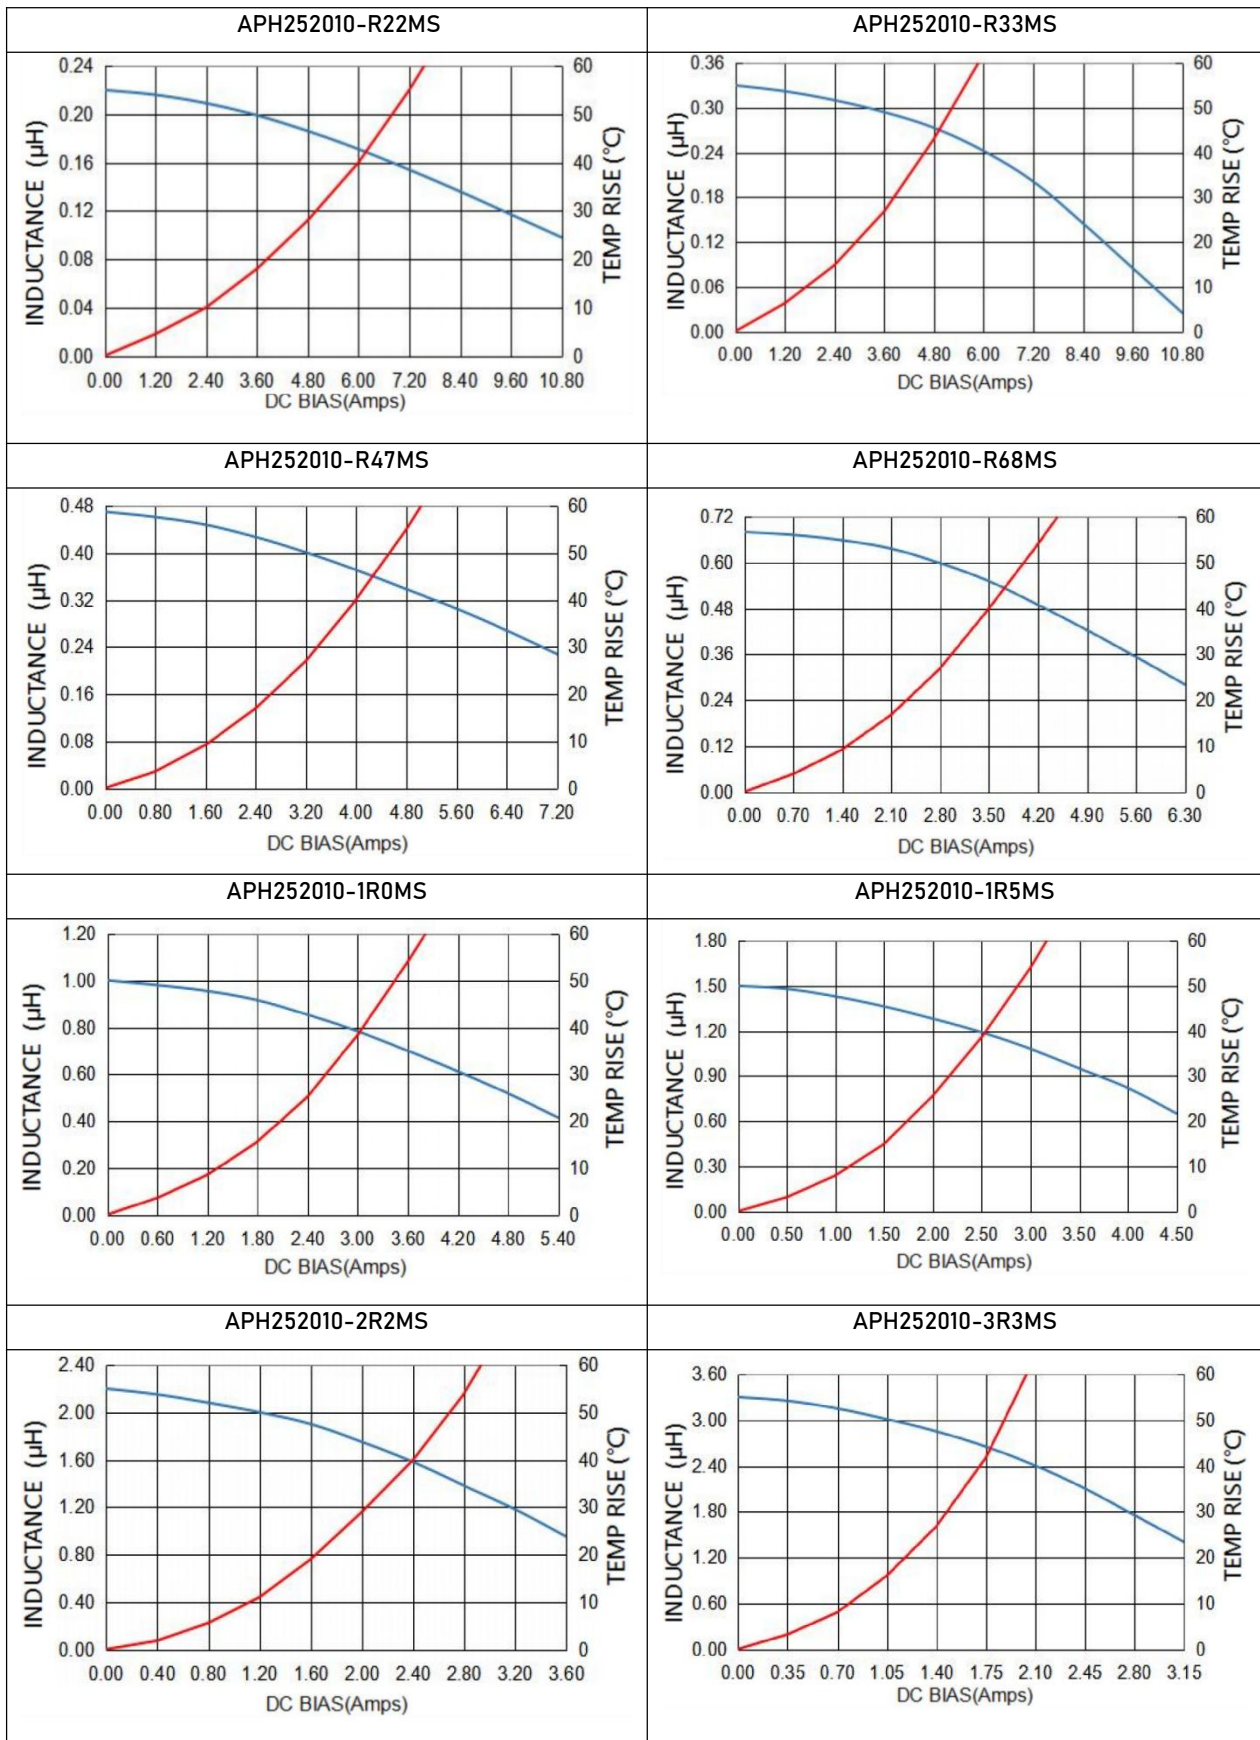 APH252010-R22MS
0.24
0.20
0.16
0.12
0.08
0.04
0.00
INDUCTANCE (μH)
60
50
40
30
20
10
0
TEMP RISE (℃)
0.00 1.20 2.40 3.60 4.80 6.00 7.20 8.40 9.60 10.80
DC BIAS(Amps)
APH252010-R33MS
0.36
0.30
0.24
0.18
0.12
0.06
0.00
INDUCTANCE (μH)
60
50
40
30
20
10
0
TEMP RISE (℃)
0.00 1.20 2.40 3.60 4.80 6.00 7.20 8.40 9.60 10.80
DC BIAS(Amps)
APH252010-R47MS
0.48
0.40
0.32
0.24
0.16
0.08
0.00
INDUCTANCE (μH)
60
50
40
30
20
10
0
TEMP RISE (℃)
0.00 0.80 1.60 2.40 3.20 4.00 4.80 5.60 6.40 7.20
DC BIAS(Amps)
APH252010-R68MS
0.72
0.60
0.48
0.36
0.24
0.12
0.00
INDUCTANCE (μH)
60
50
40
30
20
10
0
TEMP RISE (℃)
0.00 0.70 1.40 2.10 2.80 3.50 4.20 4.90 5.60 6.30
DC BIAS(Amps)
APH252010-1R0MS
1.20
1.00
0.80
0.60
0.40
0.20
0.00
INDUCTANCE (μH)
60
50
40
30
20
10
0
TEMP RISE (℃)
0.00 0.60 1.20 1.80 2.40 3.00 3.60 4.20 4.80 5.40
DC BIAS(Amps)
APH252010-1R5MS
1.80
1.50
1.20
0.90
0.60
0.30
0.00
INDUCTANCE (μH)
60
50
40
30
20
10
0
TEMP RISE (℃)
0.00 0.50 1.00 1.50 2.00 2.50 3.00 3.50 4.00 4.50
DC BIAS(Amps)
APH252010-2R2MS
2.40
2.00
1.60
1.20
0.80
0.40
0.00
INDUCTANCE (μH)
60
50
40
30
20
10
0
TEMP RISE (℃)
0.00 0.40 0.80 1.20 1.60 2.00 2.40 2.80 3.20 3.60
DC BIAS(Amps)
APH252010-3R3MS
3.60
3.00
2.40
1.80
1.20
0.60
0.00
INDUCTANCE (μH)
60
50
40
30
20
10
0
TEMP RISE (℃)
0.00 0.35 0.70 1.05 1.40 1.75 2.10 2.45 2.80 3.15
DC BIAS(Amps)